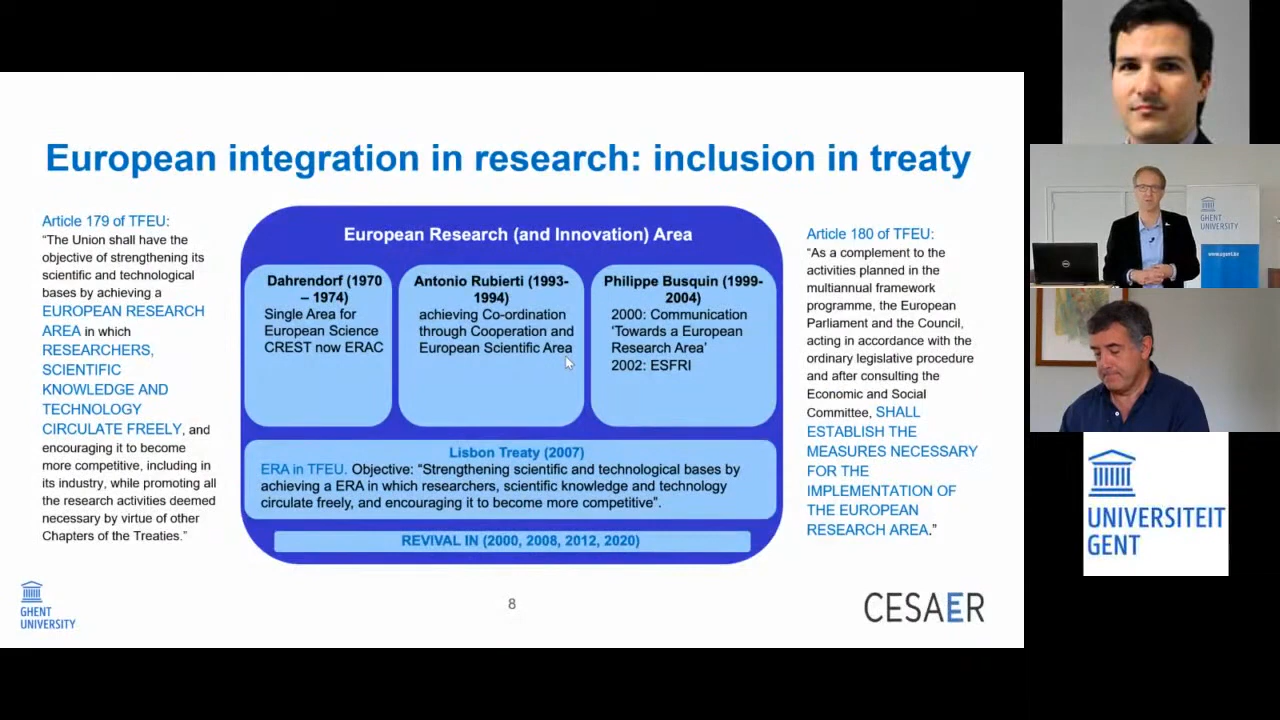 European integration in research: inclusion in treaty
Article 179 of TFEU:
“The Union shall have the
objective of strengthening its
scientific and technological
bases by achieving a
EUROPEAN RESEARCH
AREA in which
RESEARCHERS,
SCIENTIFIC
KNOWLEDGE AND
TECHNOLOGY
CIRCULATE FREELY, and
encouraging it to become
more competitive, including in
its industry, while promoting all
the research activities deemed
necessary by virtue of other
Chapters of the Treaties.”
European Research (and Innovation) Area
Dahrendorf (1970
– 1974)
Single Area for
European Science
CREST now ERAC
Antonio Rubierti (1993-
1994)
achieving Co-ordination
through Cooperation and
European Scientific Area
Philippe Busquin (1999-
2004)
2000: Communication
‘Towards a European
Research Area’
2002: ESFRI
Lisbon Treaty (2007)
ERA in TFEU. Objective: “Strengthening scientific and technological bases by
achieving a ERA in which researchers, scientific knowledge and technology
circulate freely, and encouraging it to become more competitive”.
REVIVAL IN (2000, 2008, 2012, 2020)
Article 180 of TFEU:
“As a complement to the
activities planned in the
multiannual framework
programme, the European
Parliament and the Council,
acting in accordance with the
ordinary legislative procedure
and after consulting the
Economic and Social
Committee, SHALL
ESTABLISH THE
MEASURES NECESSARY
FOR THE
IMPLEMENTATION OF
THE EUROPEAN
RESEARCH AREA.”
GHENT
UNIVERSITY
8
CESAER
GHENT
UNIVERSITY
www.ugent.be
UNIVERSITEIT
GENT